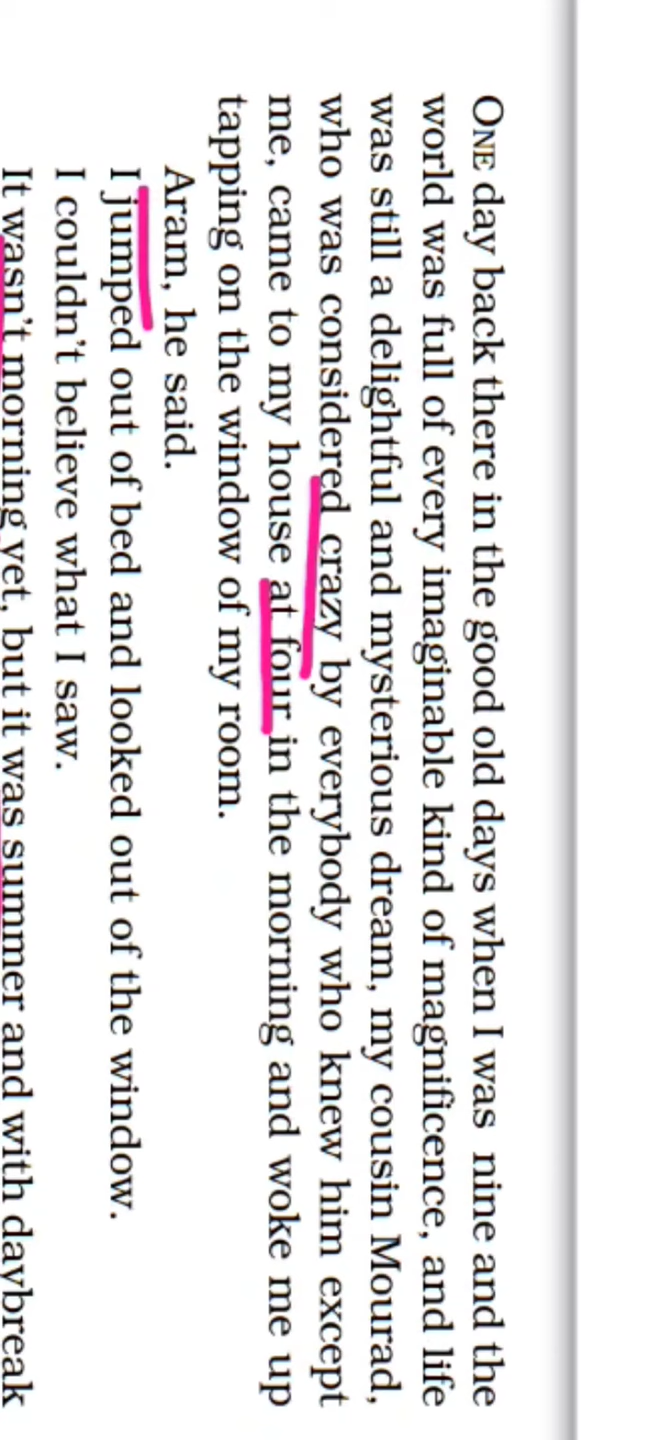 ONE day back there in the good old days when I was nine and the
world was full of every imaginable kind of magnificence, and life
was still a delightful and mysterious dream, my cousin Mourad,
who was considered crazy by everybody who knew him except
me, came to my house at four in the morning and woke me up
tapping on the window of my room.
Aram, he said.
I jumped out of bed and looked out of the window.
I couldn't believe what I saw.
It wasn't morning yet, but it was summer and with daybreak